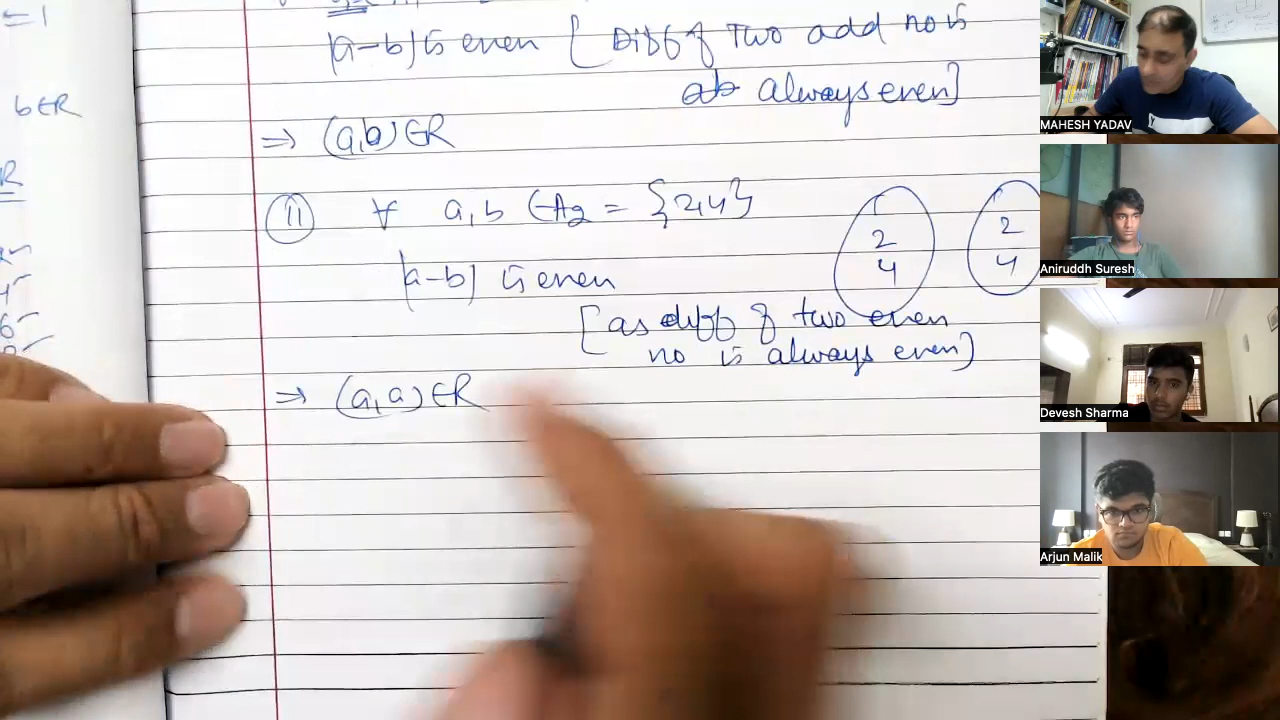 =1
|a-b| is even [Diff of Two odd no is
always even]
b∈R
⇒ (a,b)∈R
R
(II) ∀ a,b ∈A2 = {2,4}
2
4
2
4
|a-b| is even
[as diff of two even
no is always even]
⇒ (a,a)∈R
MAHESH YADAV
Aniruddh Suresh
Devesh Sharma
Arjun Malik